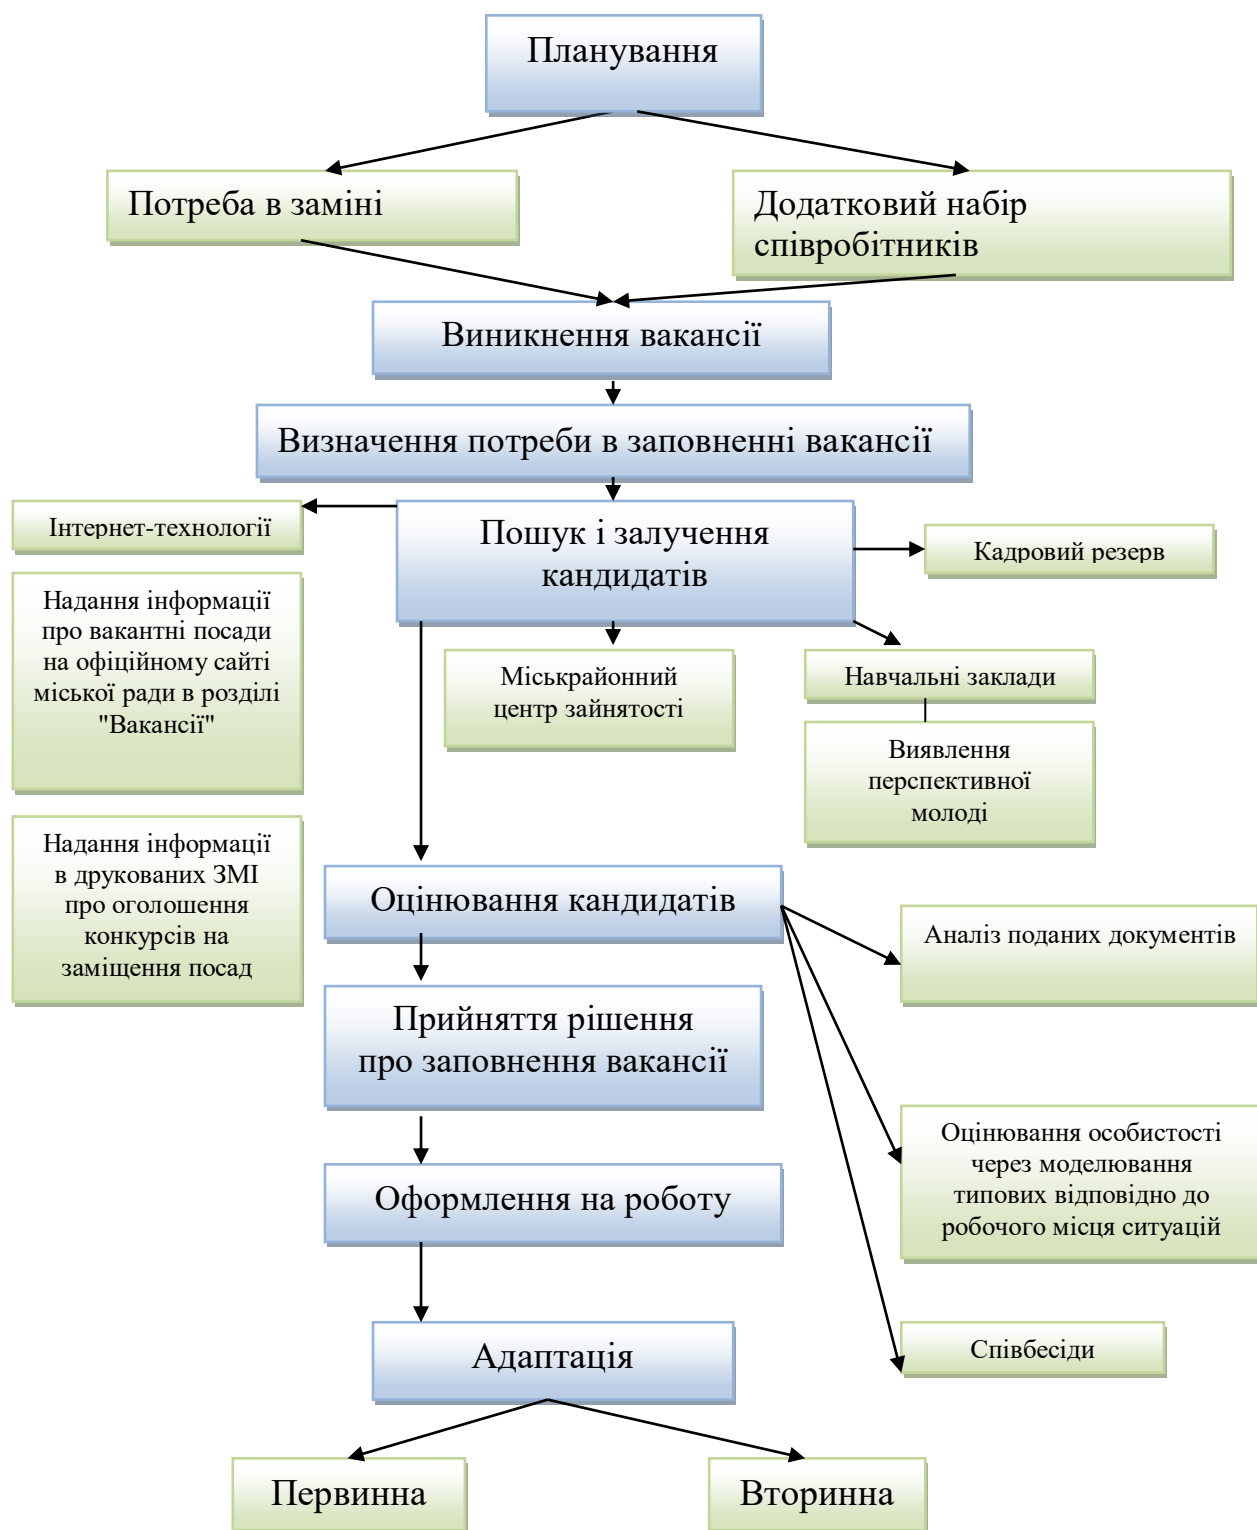 Планування
Потреба в заміні
Додатковий набір
співробітників
Виникнення вакансії
Визначення потреби в заповненні вакансії
Інтернет-технології
Пошук і залучення
кандидатів
Кадровий резерв
Надання інформації
про вакантні посади
на офіційному сайті
міської ради в розділі
"Вакансії"
Міськрайонний
центр зайнятості
Навчальні заклади
Виявлення
перспективної
молоді
Надання інформації
в друкованих ЗМІ
про оголошення
конкурсів на
заміщення посад
Оцінювання кандидатів
Аналіз поданих документів
Прийняття рішення
про заповнення вакансії
Оцінювання особистості
через моделювання
типових відповідно до
робочого місця ситуацій
Оформлення на роботу
Співбесіди
Адаптація
Первинна
Вторинна